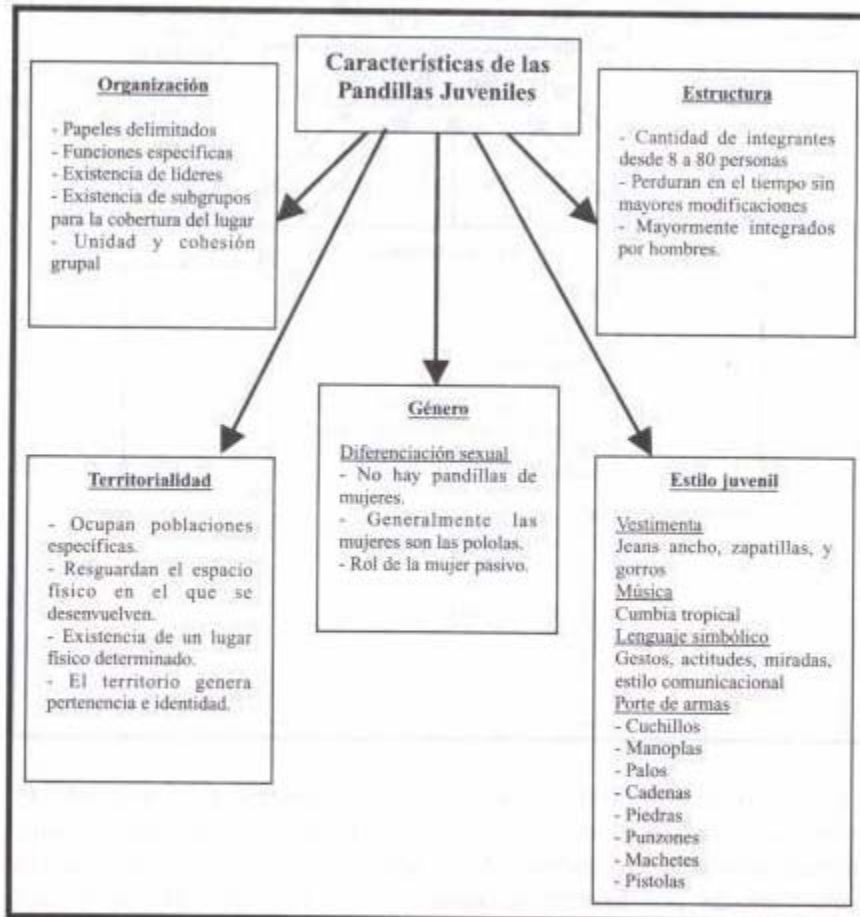 Características de las
Pandillas Juveniles
Organización
- Papeles delimitados
- Funciones específicas
- Existencia de líderes
- Existencia de subgrupos
para la cobertura del lugar
- Unidad y cohesión
grupal
Estructura
- Cantidad de integrantes
desde 8 a 80 personas
- Perduran en el tiempo sin
mayores modificaciones
- Mayormente integrados
por hombres.
Territorialidad
- Ocupan poblaciones
específicas.
- Resguardan el espacio
físico en el que se
desenvuelven.
- Existencia de un lugar
físico determinado.
- El territorio genera
pertenencia e identidad.
Género
Diferenciación sexual
- No hay pandillas de
mujeres.
- Generalmente las
mujeres son las pololas.
- Rol de la mujer pasivo.
Estilo juvenil
Vestimenta
Jeans ancho, zapatillas, y
gorros
Música
Cumbia tropical
Lenguaje simbólico
Gestos, actitudes, miradas,
estilo comunicacional
Porte de armas
- Cuchillos
- Manoplas
- Palos
- Cadenas
- Piedras
- Punzones
- Machetes
- Pistolas